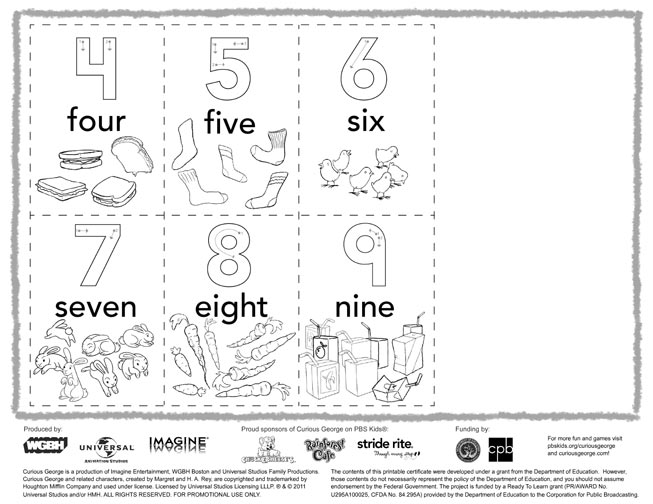 4
four
5
five
6
six
7
seven
8
eight
9
nine
Produced by:
Proud sponsors of Curious George on PBS Kids®:
Funding by:
WGBH
UNIVERSAL
IMAGINE
CHUCK E. CHEESE'S
Rainforest Cafe
stride rite.
cpb
For more fun and games visit
pbskids.org/curiousgeorge
and curiousgeorge.com!
Curious George is a production of Imagine Entertainment, WGBH Boston and Universal Studios Family Productions.
Curious George and related characters, created by Margret and H. A. Rey, are copyrighted and trademarked by
Houghton Mifflin Company and used under license. Licensed by Universal Studios Licensing LLLP. ® & © 2011
Universal Studios and/or HMH. ALL RIGHTS RESERVED. FOR PROMOTIONAL USE ONLY.
The contents of this printable certificate were developed under a grant from the Department of Education. However,
those contents do not necessarily represent the policy of the Department of Education, and you should not assume
endorsement by the Federal Government. The project is funded by a Ready To Learn grant (PR/AWARD No.
U295A100025, CFDA No. 84.295A) provided by the Department of Education to the Corporation for Public Broadcasting.